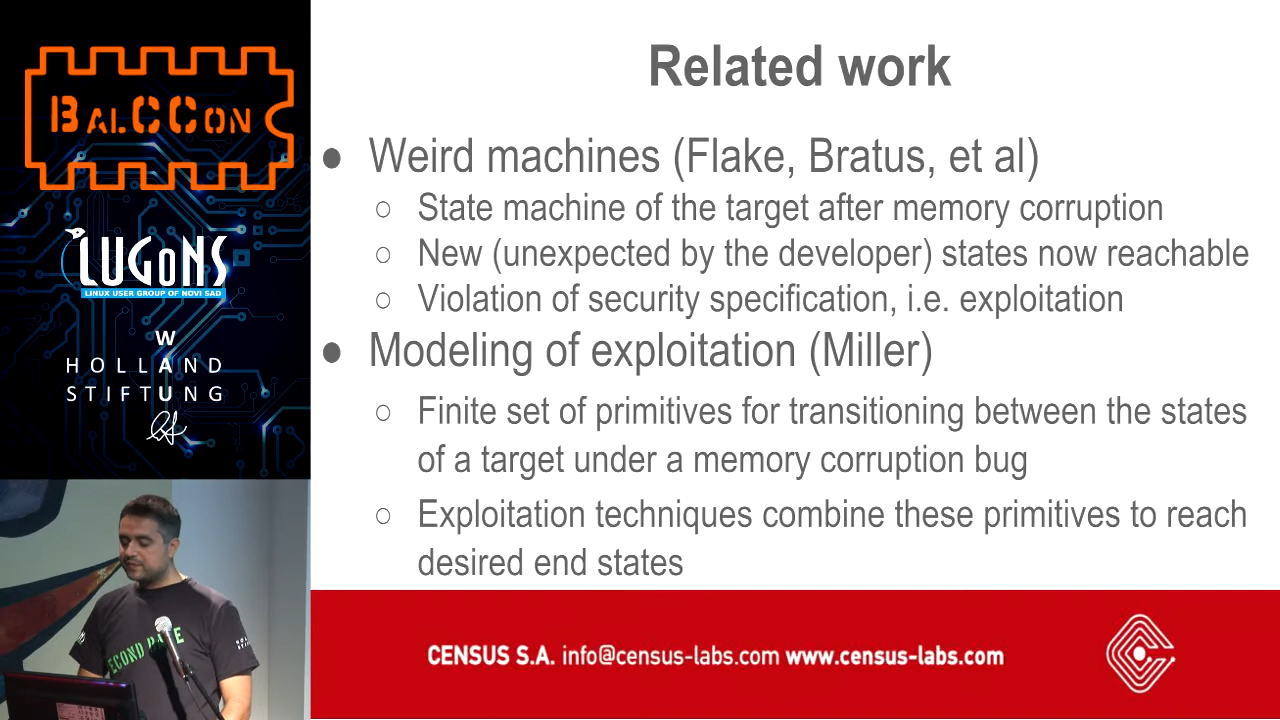 BALCCON
LUGoNS
LINUX USER GROUP OF NOVI SAD
W
HOLLAND
STIFTUNG
Related work
● Weird machines (Flake, Bratus, et al)
○ State machine of the target after memory corruption
○ New (unexpected by the developer) states now reachable
○ Violation of security specification, i.e. exploitation
● Modeling of exploitation (Miller)
○ Finite set of primitives for transitioning between the states
of a target under a memory corruption bug
○ Exploitation techniques combine these primitives to reach
desired end states
CENSUS S.A. info@census-labs.com www.census-labs.com